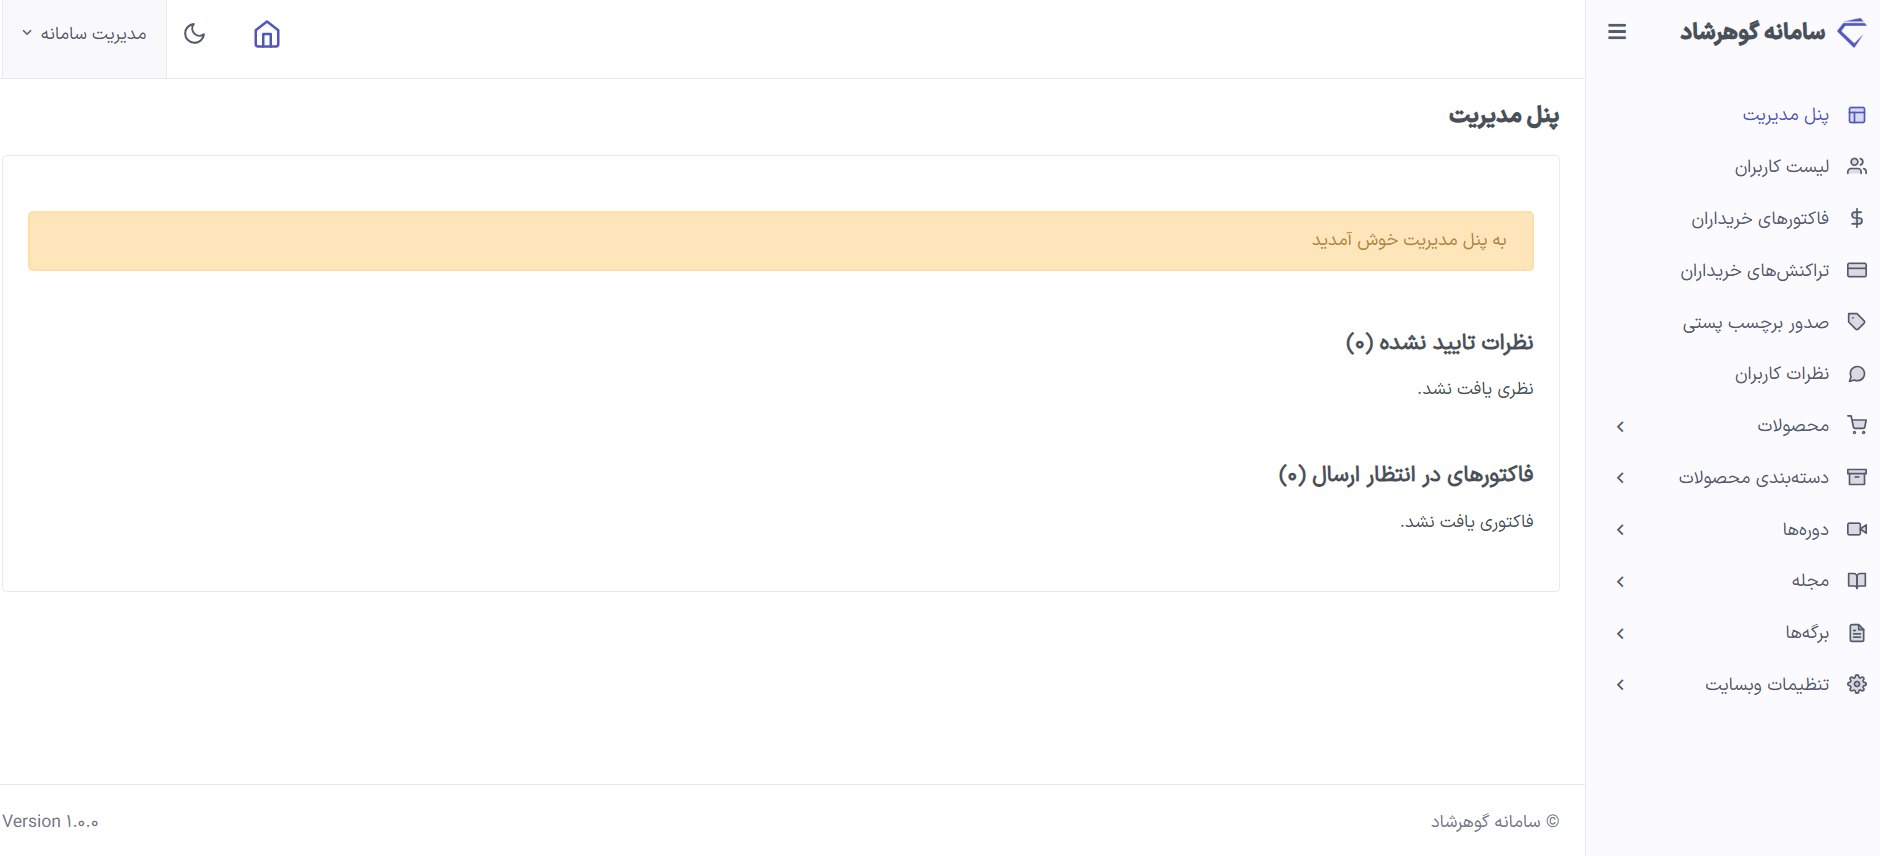 سامانه گوهرشاد
پنل مدیریت
لیست کاربران
فاکتورهای خریداران
تراکنش‌های خریداران
صدور برچسب پستی
نظرات کاربران
محصولات
دسته‌بندی محصولات
دوره‌ها
مجله
برگه‌ها
تنظیمات وبسایت
مدیریت سامانه
پنل مدیریت
به پنل مدیریت خوش آمدید
نظرات تایید نشده (۰)
نظری یافت نشد.
فاکتورهای در انتظار ارسال (۰)
فاکتوری یافت نشد.
© سامانه گوهرشاد
Version ۱.۰.۰